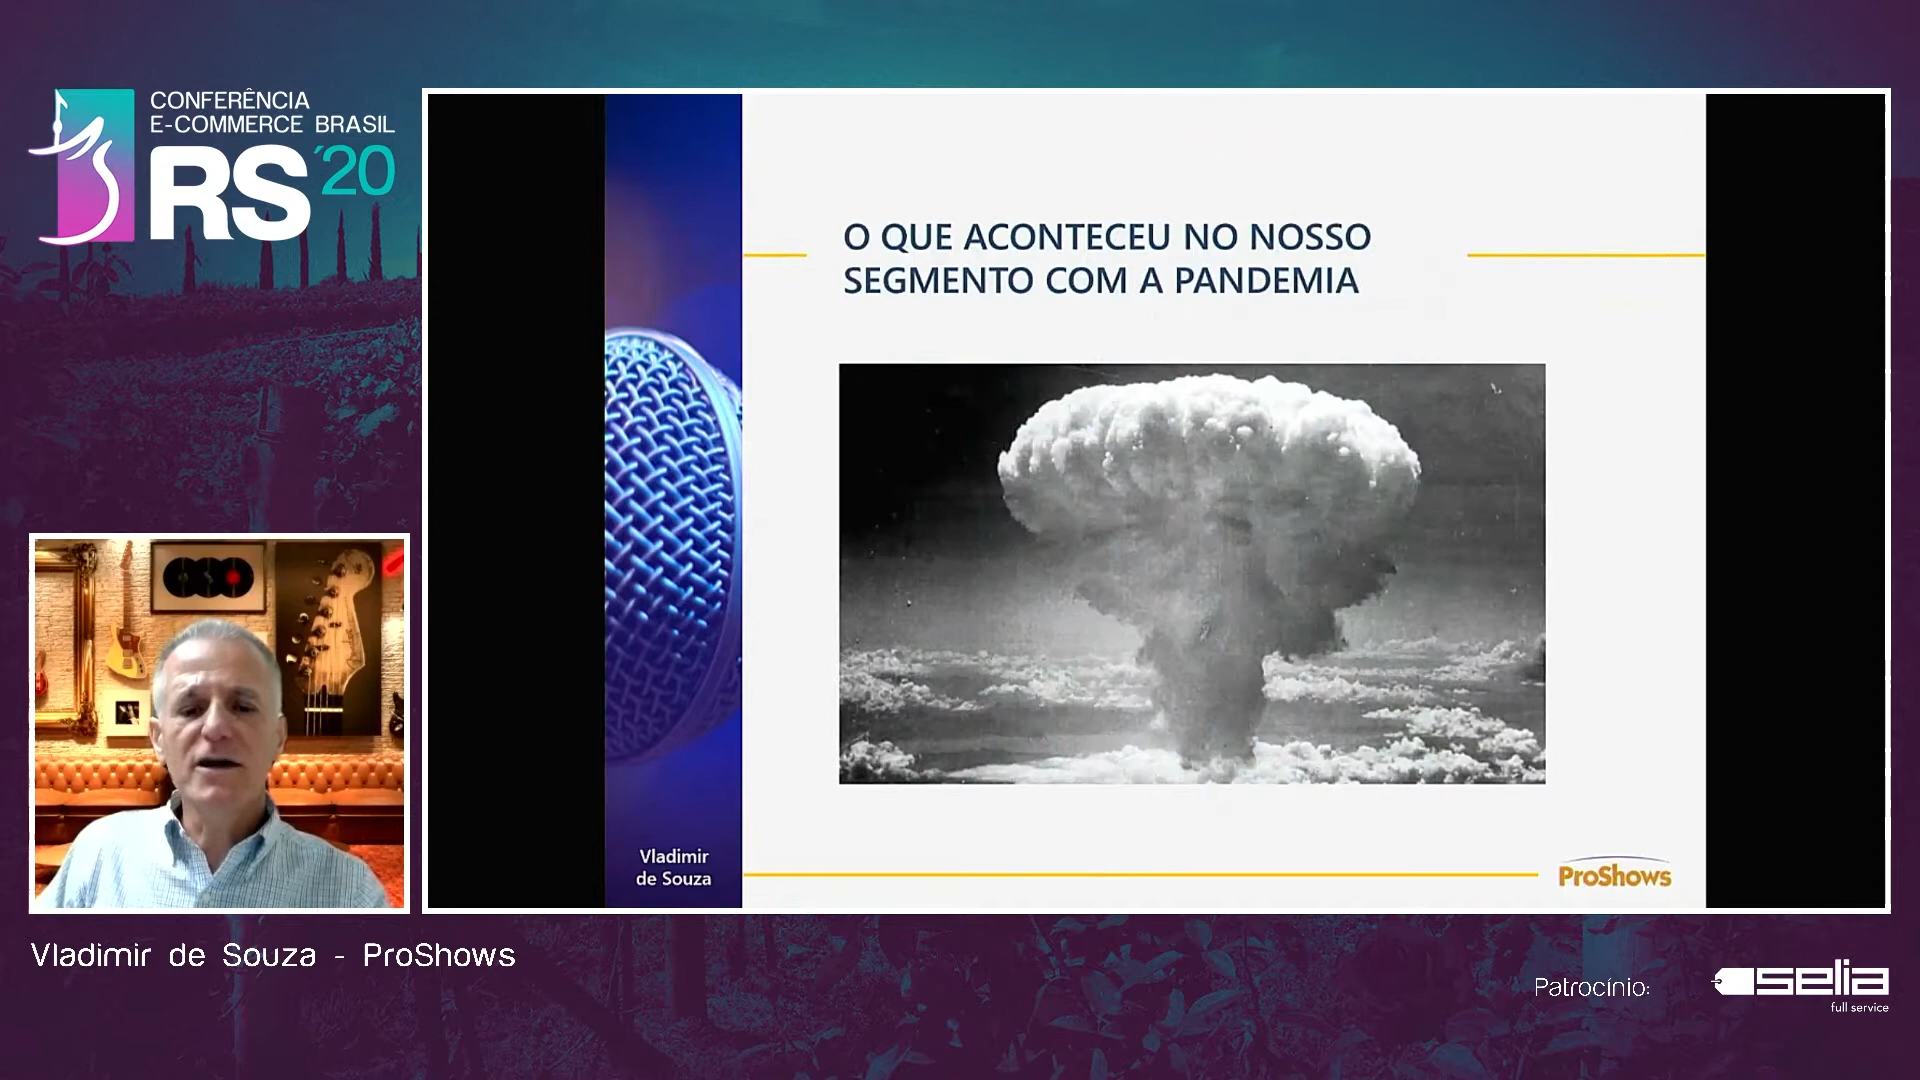 CONFERÊNCIA
E-COMMERCE BRASIL
RS '20
O QUE ACONTECEU NO NOSSO
SEGMENTO COM A PANDEMIA
Vladimir
de Souza
ProShows
Vladimir de Souza - ProShows
Patrocínio:
selia
full service